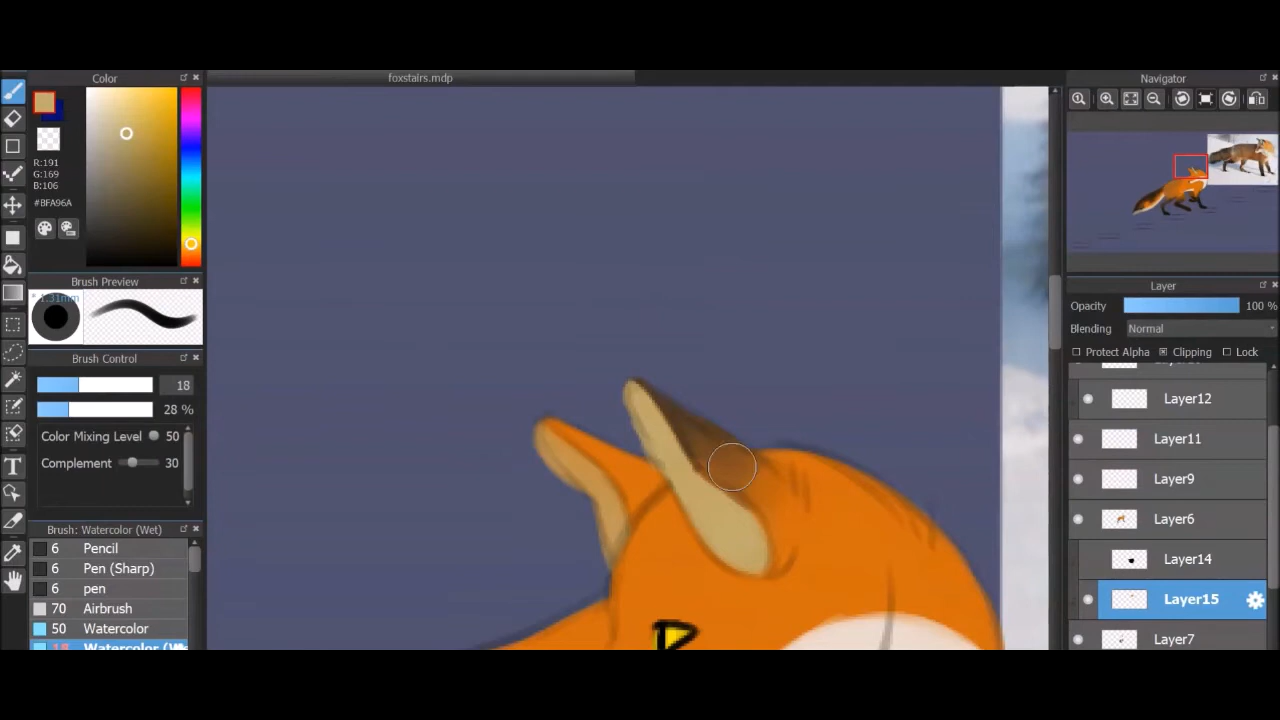 Color
foxstairs.mdp
Navigator
R:191
G:169
B:106
#BFA96A
Brush Preview
* 1.31mm
Layer
Opacity 100 %
Blending Normal
Protect Alpha Clipping Lock
Brush Control
18
28 %
Color Mixing Level 50
Complement 30
Layer12
Layer11
Layer9
Layer6
Layer14
Layer15
Layer7
Brush: Watercolor (Wet)
6 Pencil
6 Pen (Sharp)
6 pen
70 Airbrush
50 Watercolor